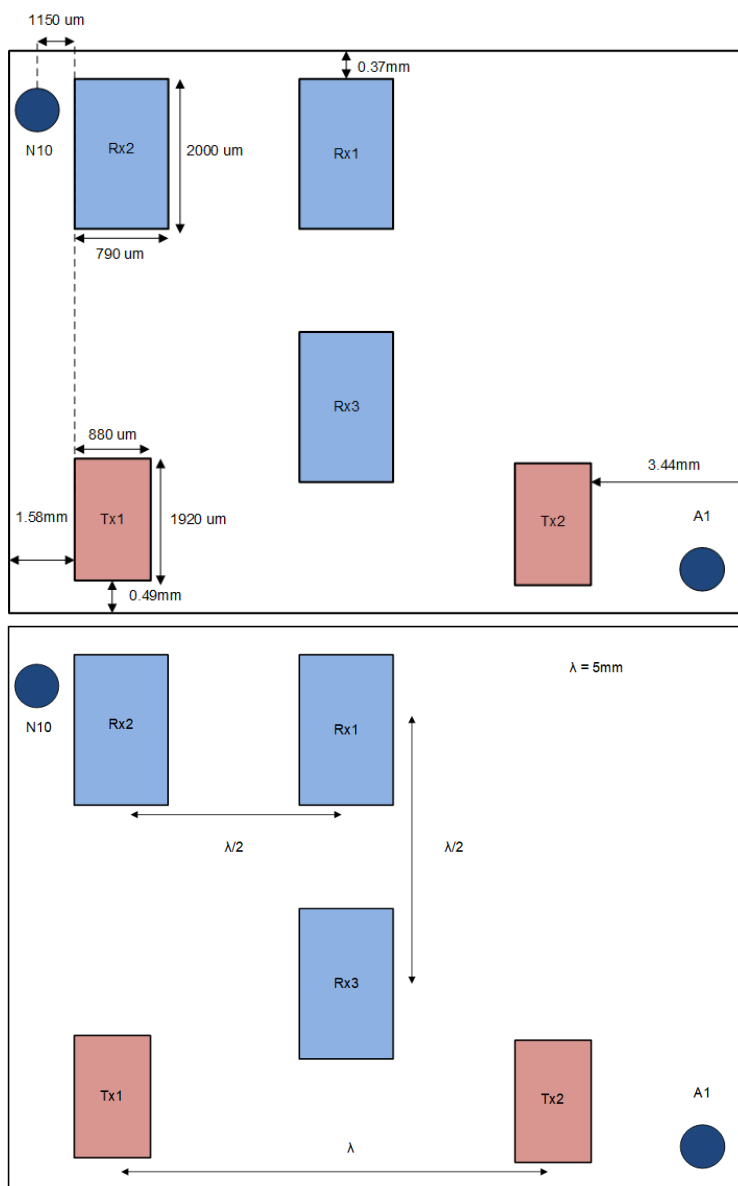 1150 um
0.37mm
N10
Rx2
2000 um
Rx1
790 um
Rx3
880 um
3.44mm
1.58mm
Tx1
1920 um
Tx2
A1
0.49mm
λ = 5mm
N10
Rx2
Rx1
λ/2
λ/2
Rx3
Tx1
Tx2
A1
λ